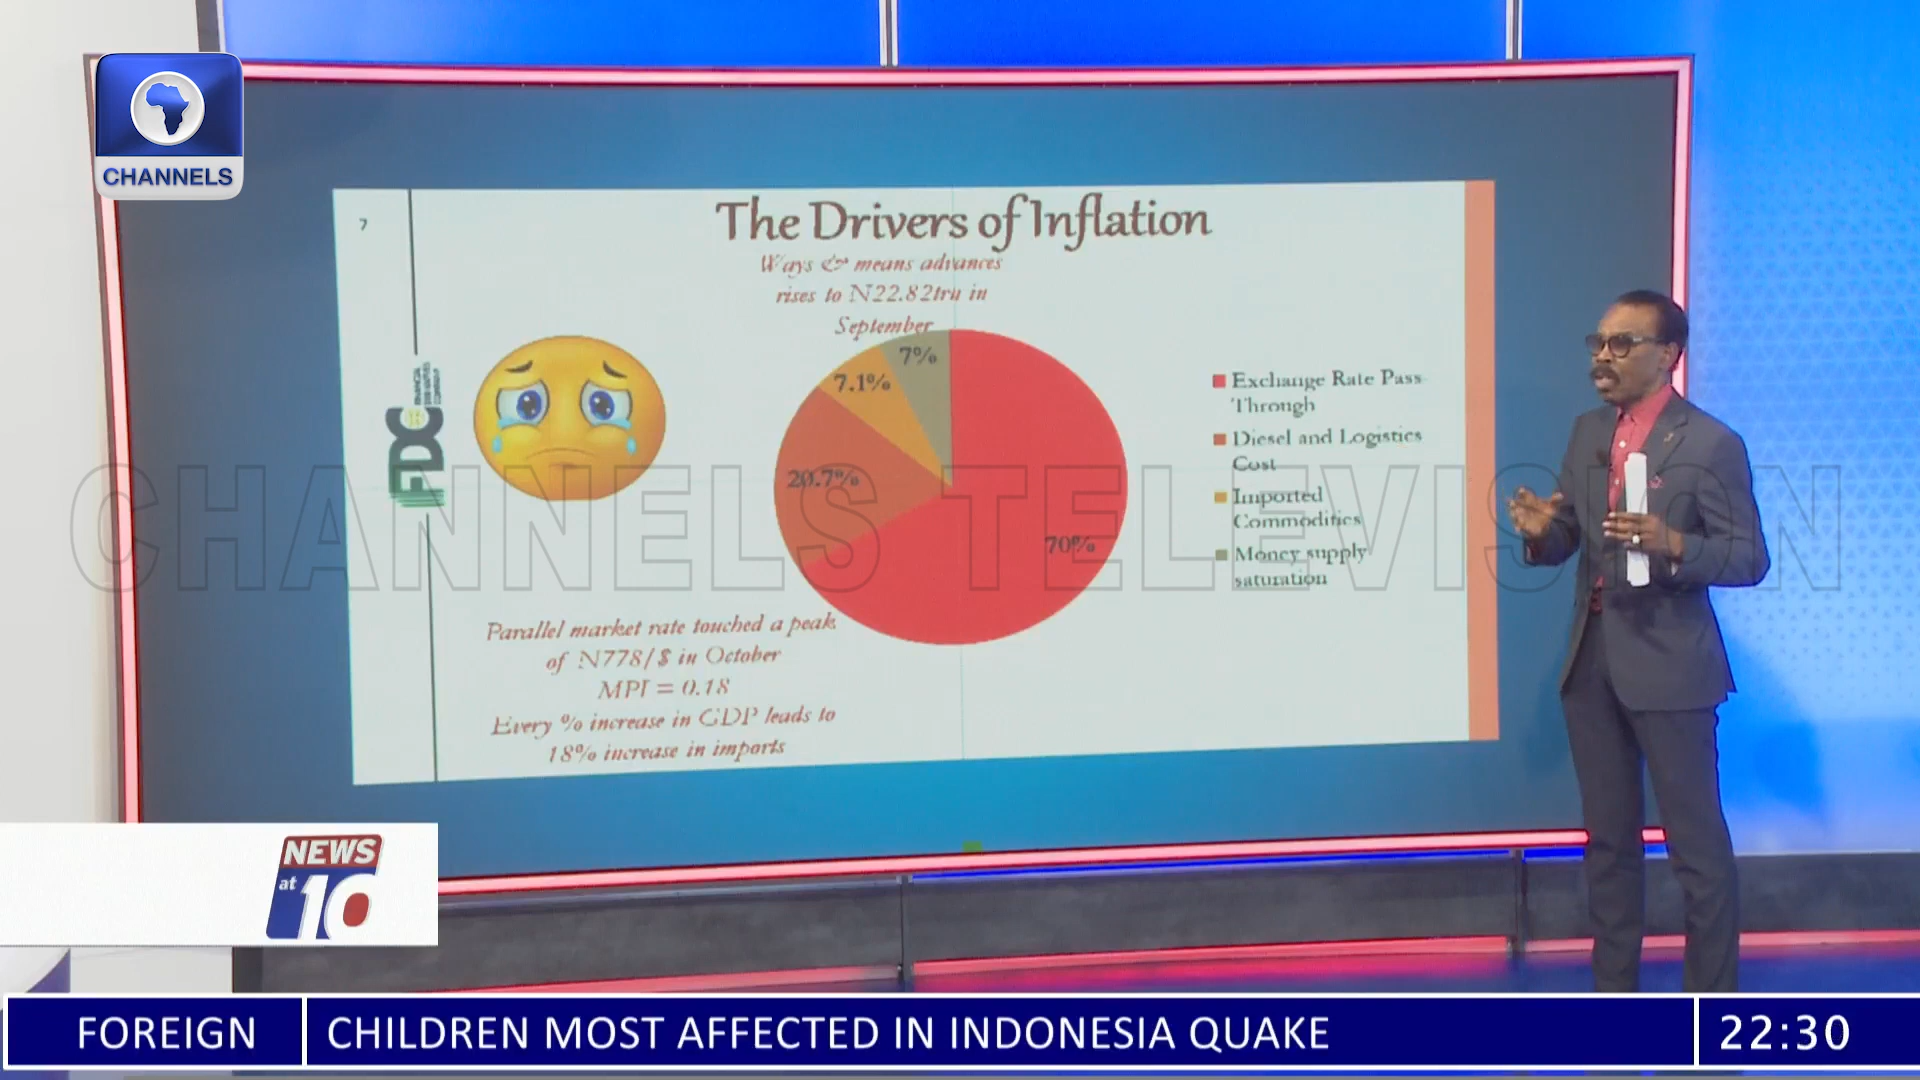 CHANNELS
7
The Drivers of Inflation
Ways & means advances
rises to N22.82trn in
September
7%
7.1%
20.7%
70%
Exchange Rate Pass
Through
Diesel and Logistics
Cost
Imported
Commodities
Money supply
saturation
FDC
CHANNELS TELEVISION
Parallel market rate touched a peak
of N778/$ in October
MPI = 0.18
Every % increase in GDP leads to
18% increase in imports
NEWS
at 10
FOREIGN
CHILDREN MOST AFFECTED IN INDONESIA QUAKE
22:30